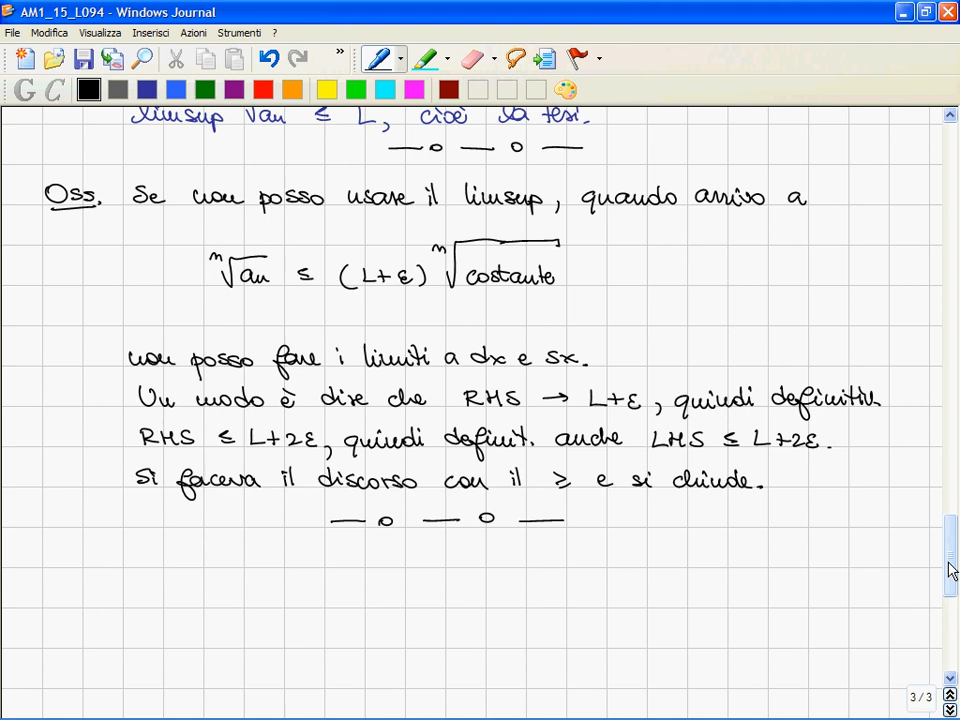 AM1_15_L094 - Windows Journal
File Modifica Visualizza Inserisci Azioni Strumenti ?
limsup √an ≤ L, cioè la tesi.
Oss. Se non posso usare il limsup, quando arrivo a
ⁿ√an ≤ (L+ε) ⁿ√costante
non posso fare i limiti a dx e sx.
Un modo è dire che RHS → L+ε, quindi definitiv.
RHS ≤ L+2ε, quindi definit. anche LHS ≤ L+2ε.
Si faceva il discorso con il ≥ e si chiude.
3 / 3